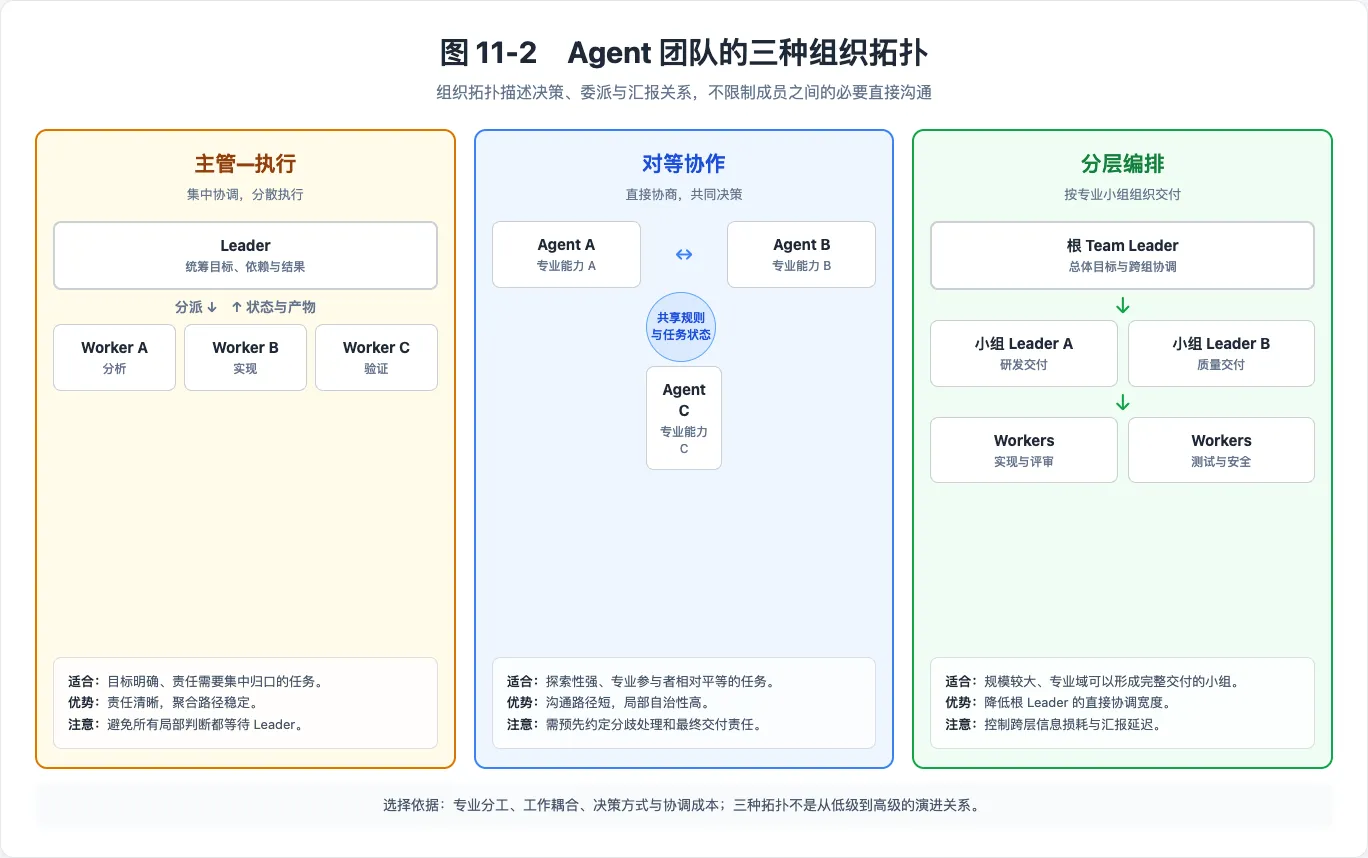 图 11-2　Agent 团队的三种组织拓扑
组织拓扑描述决策、委派与汇报关系，不限制成员之间的必要直接沟通
主管—执行
集中协调，分散执行
Leader
统筹目标、依赖与结果
分派 ↓ ↑ 状态与产物
Worker A
分析
Worker B
实现
Worker C
验证
适合：目标明确、责任需要集中归口的任务。
优势：责任清晰，聚合路径稳定。
注意：避免所有局部判断都等待 Leader。
对等协作
直接协商，共同决策
Agent A
专业能力 A
↔
Agent B
专业能力 B
共享规则
与任务状态
Agent
C
专业能力
C
适合：探索性强、专业参与者相对平等的任务。
优势：沟通路径短，局部自治性高。
注意：需预先约定分歧处理和最终交付责任。
分层编排
按专业小组组织交付
根 Team Leader
总体目标与跨组协调
↓
小组 Leader A
研发交付
小组 Leader B
质量交付
↓
Workers
实现与评审
Workers
测试与安全
适合：规模较大、专业域可以形成完整交付的小组。
优势：降低根 Leader 的直接协调宽度。
注意：控制跨层信息损耗与汇报延迟。
选择依据：专业分工、工作耦合、决策方式与协调成本；三种拓扑不是从低级到高级的演进关系。